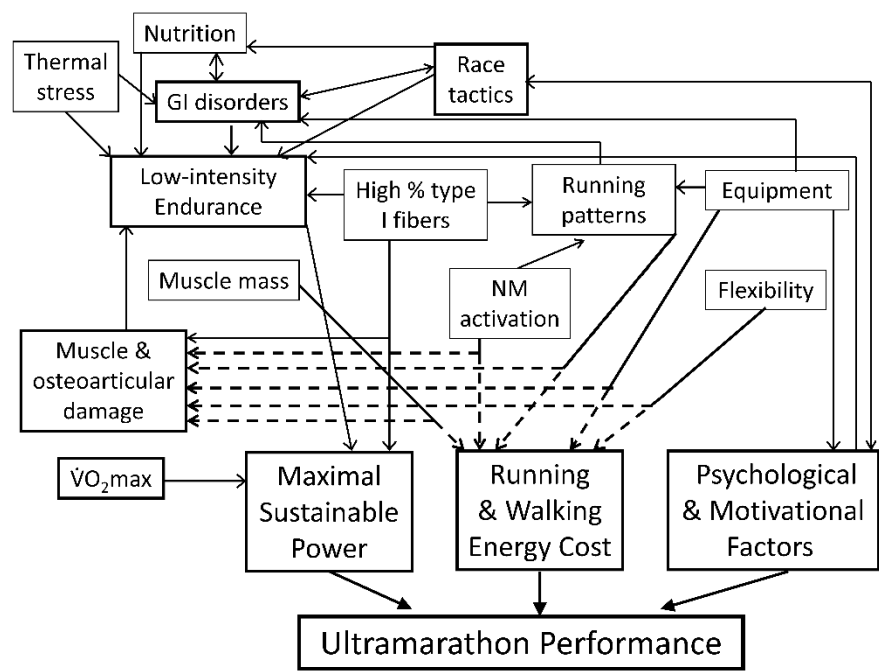 Nutrition
Thermal
stress
GI disorders
Race
tactics
Low-intensity
Endurance
High % type
I fibers
Running
patterns
Equipment
Muscle mass
NM
activation
Flexibility
Muscle &
osteoarticular
damage
V̇O₂max
Maximal
Sustainable
Power
Running
& Walking
Energy Cost
Psychological
& Motivational
Factors
Ultramarathon Performance